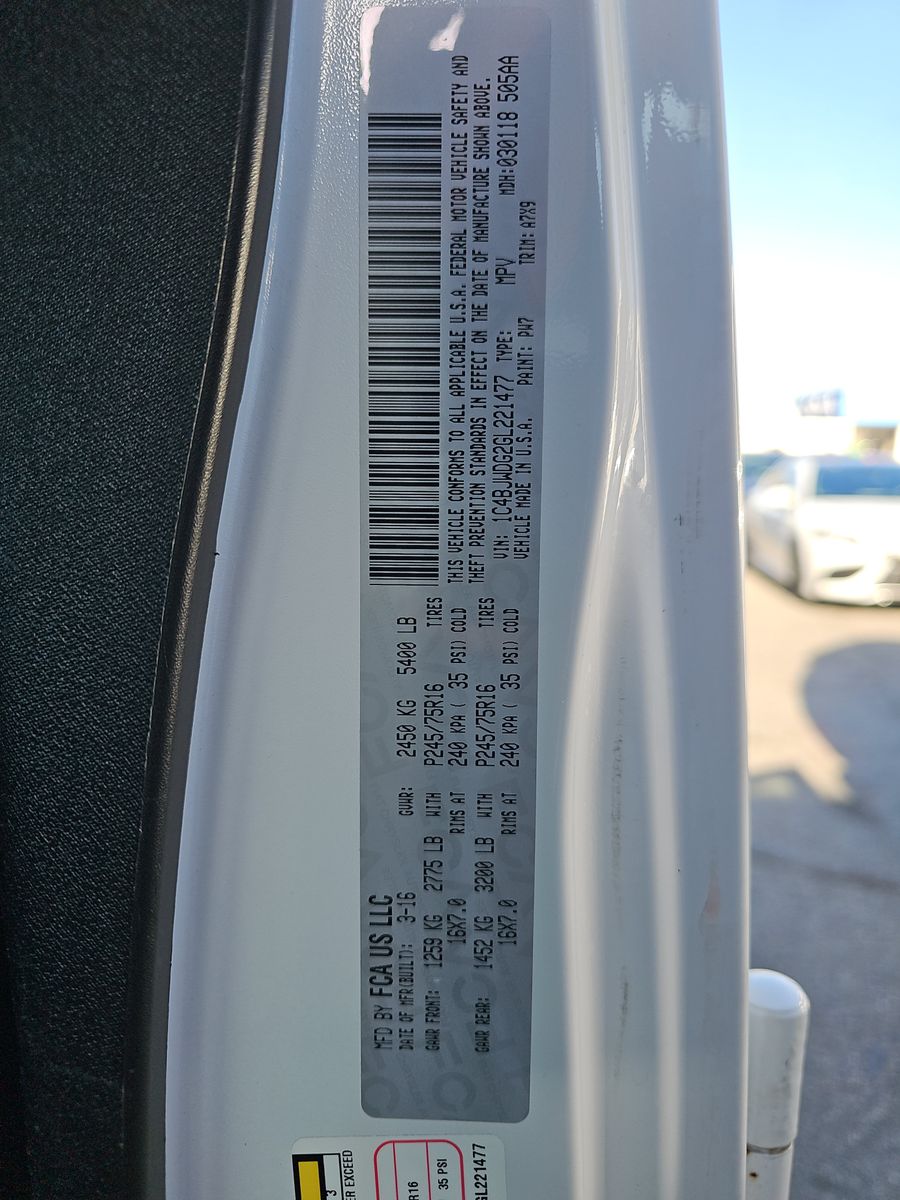 MFD BY FCA US LLC
DATE OF MFR(BUILT): 3-16 GVWR: 2450 KG 5400 LB
GAWR FRONT: 1259 KG 2775 LB WITH P245/75R16 TIRES
16X7.0 RIMS AT 240 KPA ( 35 PSI) COLD
GAWR REAR: 1452 KG 3200 LB WITH P245/75R16 TIRES
16X7.0 RIMS AT 240 KPA ( 35 PSI) COLD
THIS VEHICLE CONFORMS TO ALL APPLICABLE U.S.A. FEDERAL MOTOR VEHICLE SAFETY AND
THEFT PREVENTION STANDARDS IN EFFECT ON THE DATE OF MANUFACTURE SHOWN ABOVE.
VIN: 1C4BJWDG2GL221477 TYPE: MPV MDH:030118 505AA
VEHICLE MADE IN U.S.A. PAINT: PW7 TRIM: A7X9
3
ER EXCEED
R16
35 PSI
GL221477